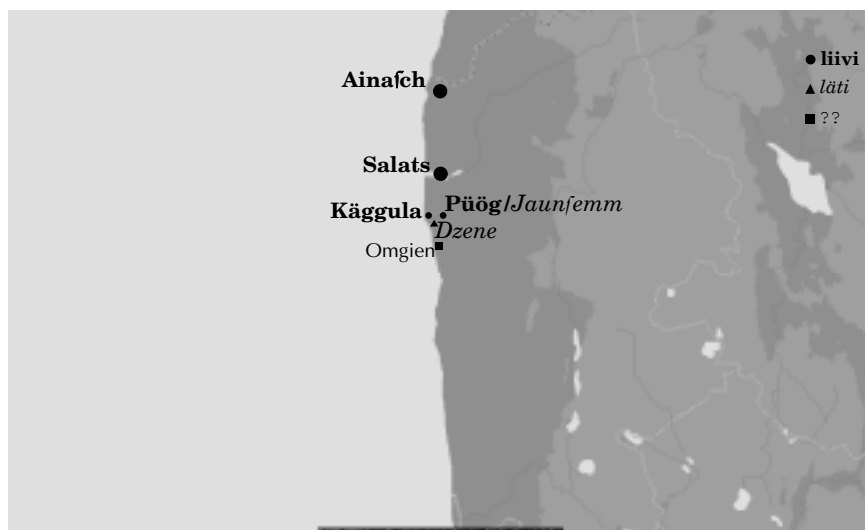 liivi
Ainaſch
läti
??
Salats
Käggula
Püög/Jaunſemm
Dzene
Omgien